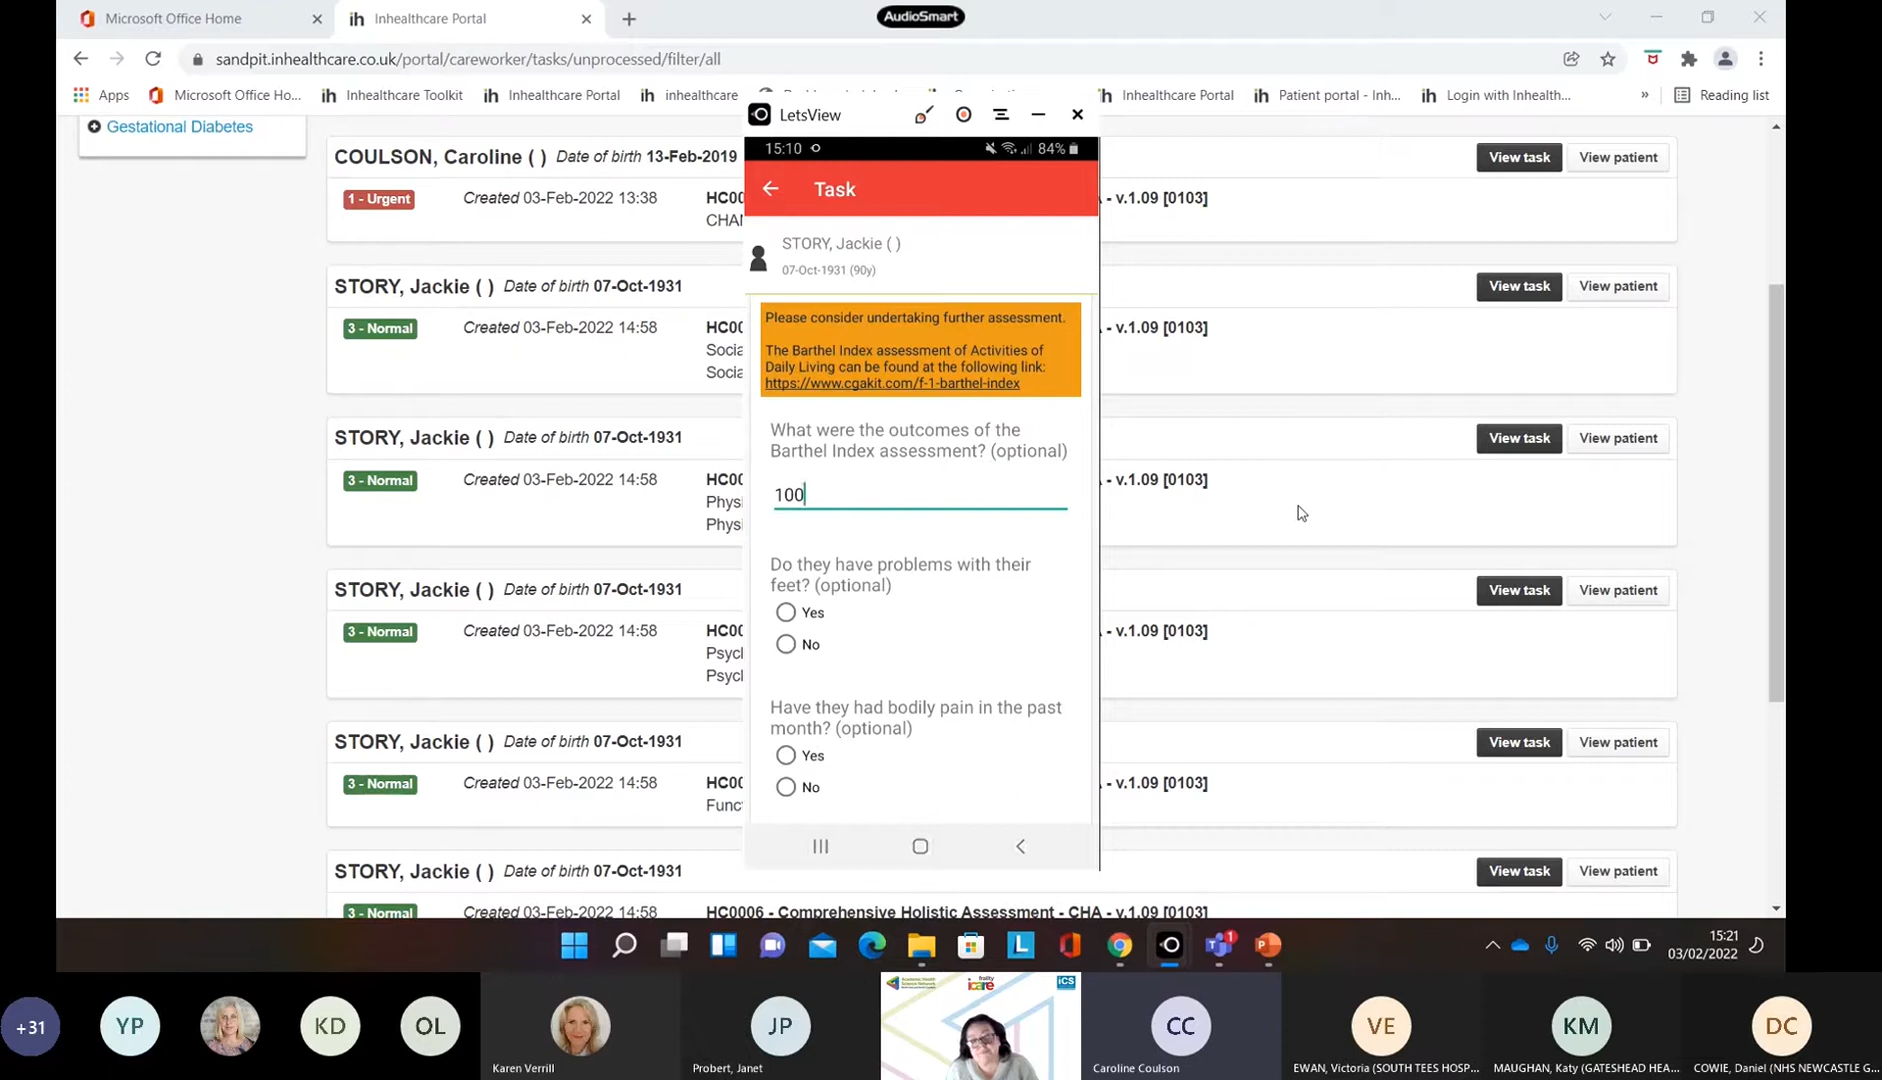 Microsoft Office Home
Inhealthcare Portal
AudioSmart
sandpit.inhealthcare.co.uk/portal/careworker/tasks/unprocessed/filter/all
Apps
Microsoft Office Ho...
Inhealthcare Toolkit
Inhealthcare Portal
inhealthcare
Inhealthcare Portal
Patient portal - Inh...
Login with Inhealth...
»
Reading list
Gestational Diabetes
COULSON, Caroline ( ) Date of birth 13-Feb-2019
View task
View patient
1 - Urgent
Created 03-Feb-2022 13:38
- v.1.09 [0103]
STORY, Jackie ( ) Date of birth 07-Oct-1931
View task
View patient
3 - Normal
Created 03-Feb-2022 14:58
- v.1.09 [0103]
STORY, Jackie ( ) Date of birth 07-Oct-1931
View task
View patient
3 - Normal
Created 03-Feb-2022 14:58
- v.1.09 [0103]
STORY, Jackie ( ) Date of birth 07-Oct-1931
View task
View patient
3 - Normal
Created 03-Feb-2022 14:58
- v.1.09 [0103]
STORY, Jackie ( ) Date of birth 07-Oct-1931
View task
View patient
3 - Normal
Created 03-Feb-2022 14:58
- v.1.09 [0103]
STORY, Jackie ( ) Date of birth 07-Oct-1931
View task
View patient
3 - Normal
Created 03-Feb-2022 14:58
HC0006 - Comprehensive Holistic Assessment - CHA - v.1.09 [0103]
LetsView
15:10
84%
Task
STORY, Jackie ( )
07-Oct-1931 (90y)
Please consider undertaking further assessment.
The Barthel Index assessment of Activities of
Daily Living can be found at the following link:
https://www.cgakit.com/f-1-barthel-index
What were the outcomes of the
Barthel Index assessment? (optional)
100
Do they have problems with their
feet? (optional)
Yes
No
Have they had bodily pain in the past
month? (optional)
Yes
No
15:21
03/02/2022
+31
YP
KD
OL
Karen Verrill
JP
Probert, Janet
frailty
icare
ICS
CC
Caroline Coulson
VE
EWAN, Victoria (SOUTH TEES HOSP...
KM
MAUGHAN, Katy (GATESHEAD HEA...
DC
COWIE, Daniel (NHS NEWCASTLE G...